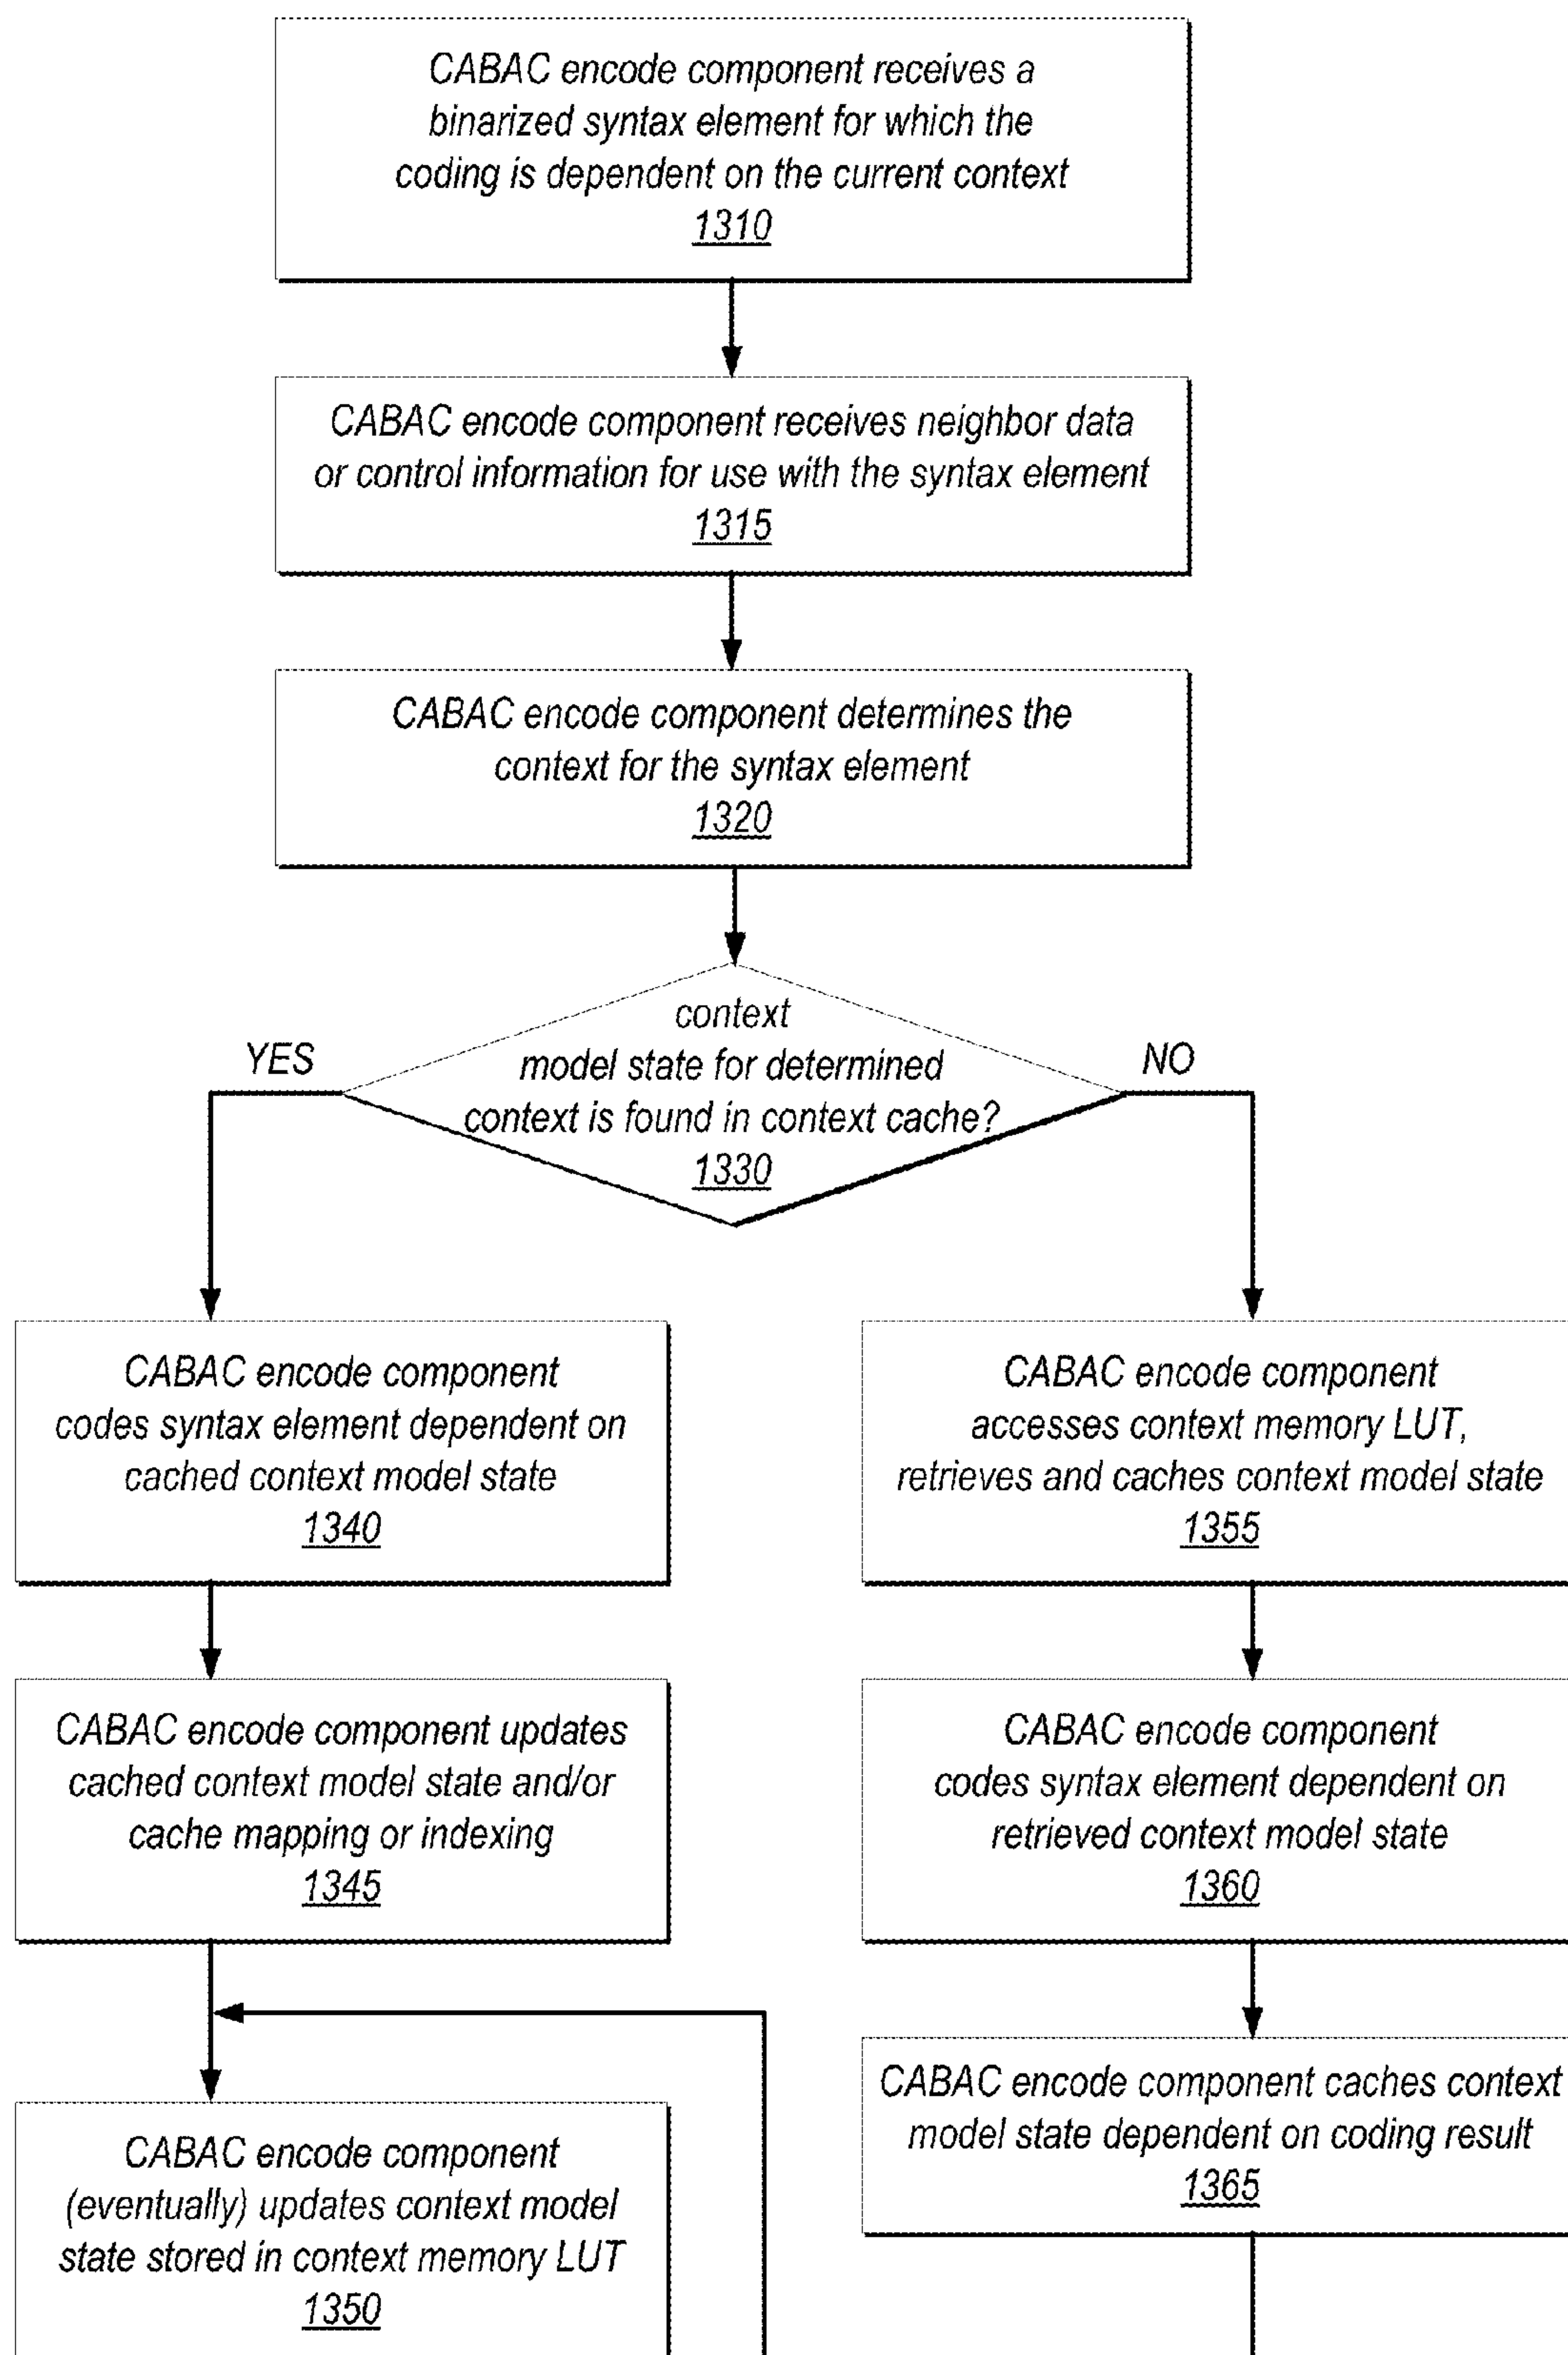 CABAC encode component receives a
binarized syntax element for which the
coding is dependent on the current context
1310
CABAC encode component receives neighbor data
or control information for use with the syntax element
1315
CABAC encode component determines the
context for the syntax element
1320
context
model state for determined
context is found in context cache?
1330
YES
NO
CABAC encode component
codes syntax element dependent on
cached context model state
1340
CABAC encode component updates
cached context model state and/or
cache mapping or indexing
1345
CABAC encode component
(eventually) updates context model
state stored in context memory LUT
1350
CABAC encode component
accesses context memory LUT,
retrieves and caches context model state
1355
CABAC encode component
codes syntax element dependent on
retrieved context model state
1360
CABAC encode component caches context
model state dependent on coding result
1365